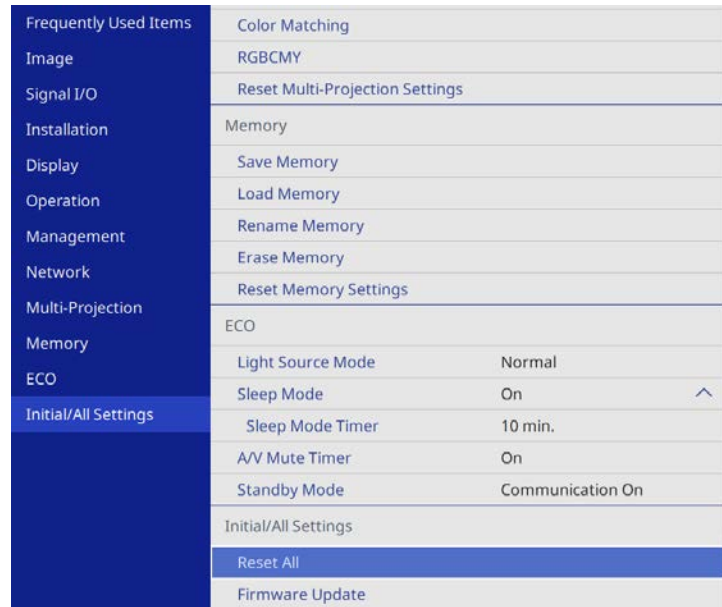 Frequently Used Items
Image
Signal I/O
Installation
Display
Operation
Management
Network
Multi-Projection
Memory
ECO
Initial/All Settings
Color Matching
RGBCMY
Reset Multi-Projection Settings
Memory
Save Memory
Load Memory
Rename Memory
Erase Memory
Reset Memory Settings
ECO
Light Source Mode Normal
Sleep Mode On
Sleep Mode Timer 10 min.
A/V Mute Timer On
Standby Mode Communication On
Initial/All Settings
Reset All
Firmware Update